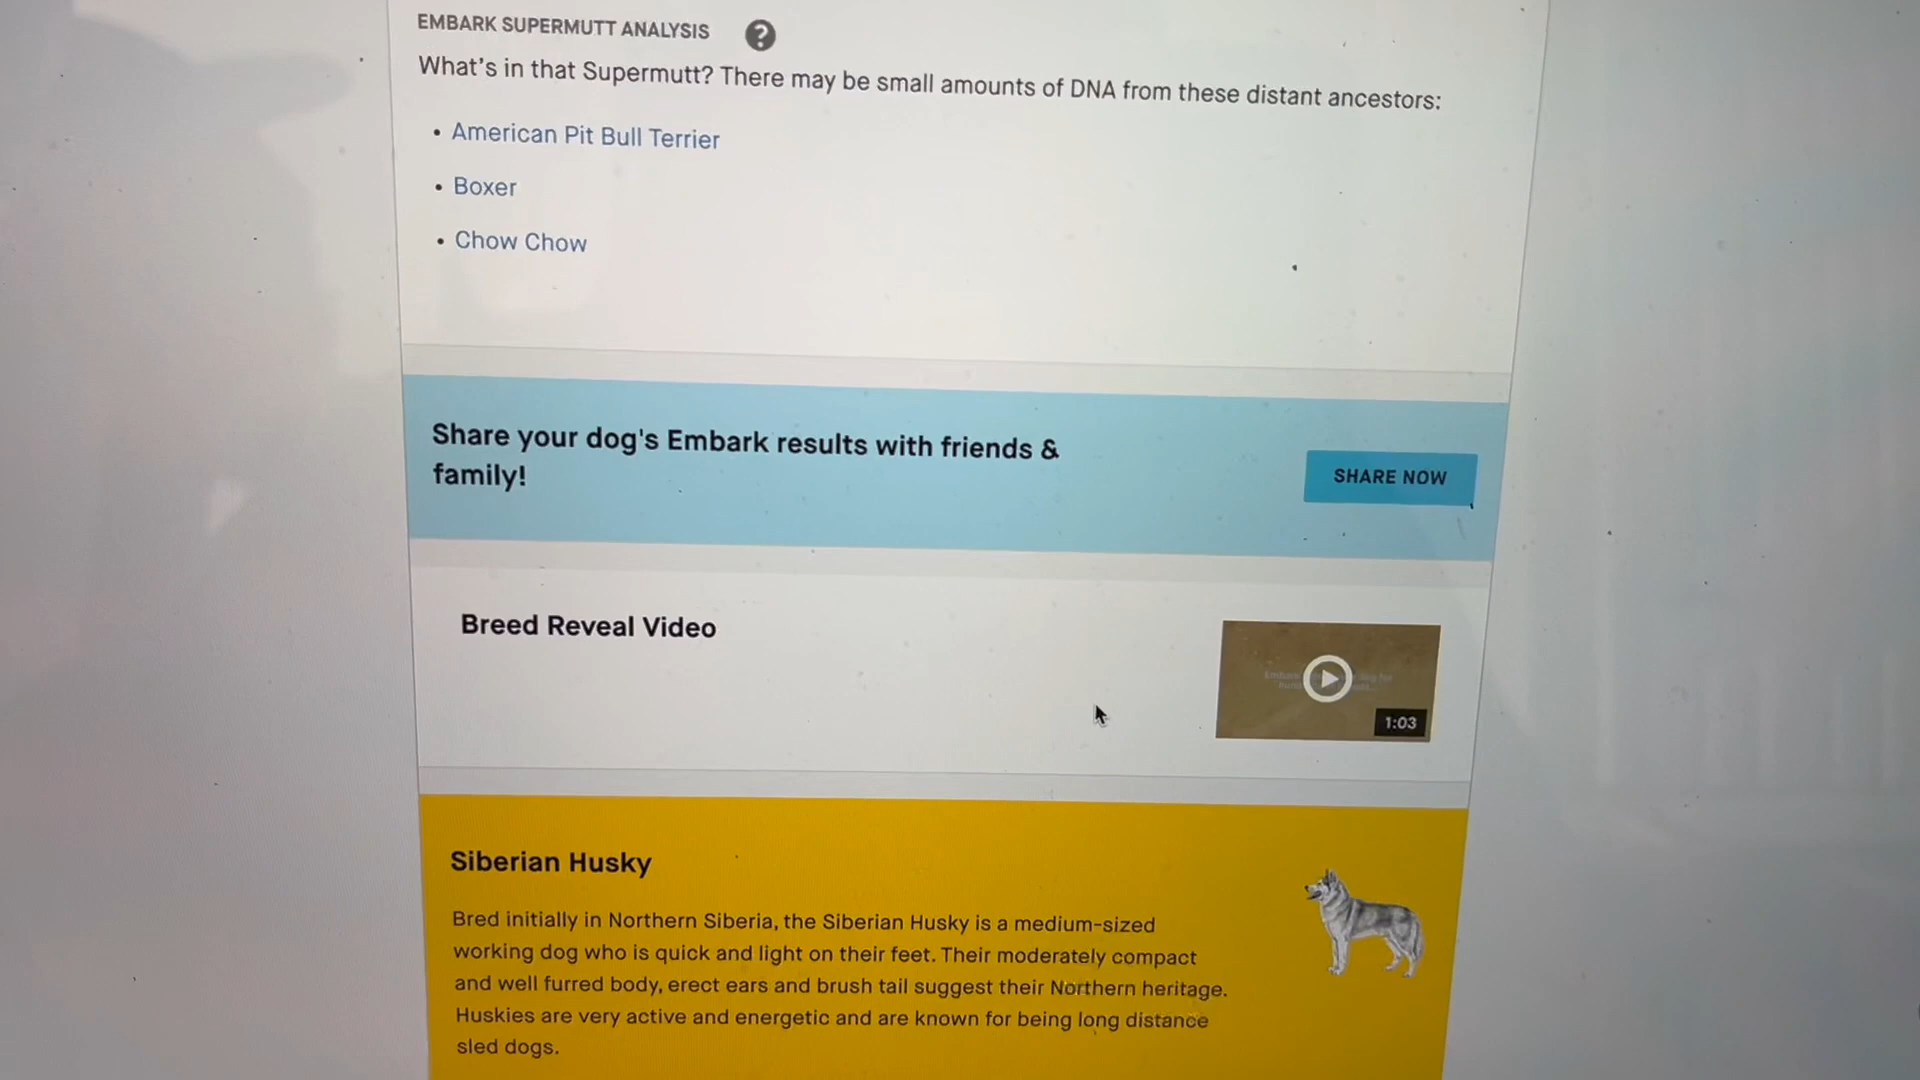 EMBARK SUPERMUTT ANALYSIS ?
What's in that Supermutt? There may be small amounts of DNA from these distant ancestors:
• American Pit Bull Terrier
• Boxer
• Chow Chow
Share your dog's Embark results with friends &
family!
SHARE NOW
Breed Reveal Video
1:03
Siberian Husky
Bred initially in Northern Siberia, the Siberian Husky is a medium-sized
working dog who is quick and light on their feet. Their moderately compact
and well furred body, erect ears and brush tail suggest their Northern heritage.
Huskies are very active and energetic and are known for being long distance
sled dogs.